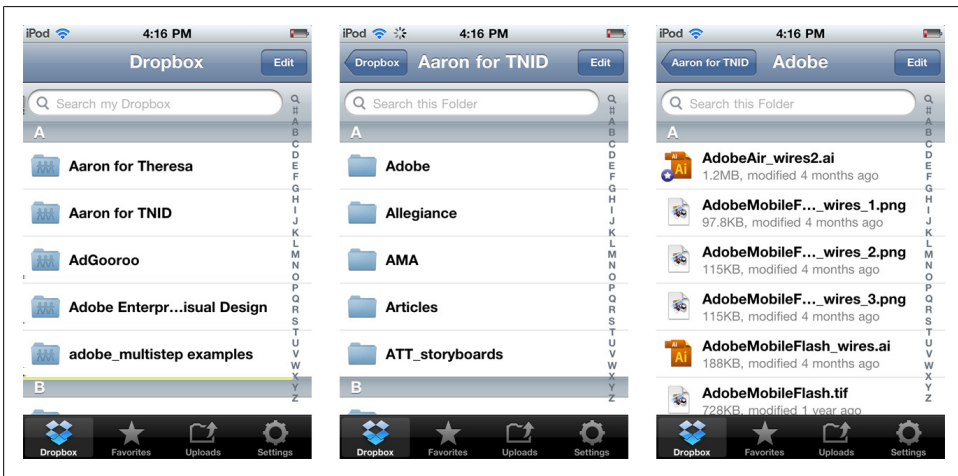 iPod 4:16 PM
Dropbox Edit
Search my Dropbox
A
Aaron for Theresa
Aaron for TNID
AdGooroo
Adobe Enterpr...isual Design
adobe_multistep examples
B
#
A
B
C
D
E
F
G
H
I
J
K
L
M
N
O
P
Q
R
S
T
U
V
W
X
Y
Z
Dropbox Favorites Uploads Settings
iPod 4:16 PM
Dropbox Aaron for TNID Edit
Search this Folder
A
Adobe
Allegiance
AMA
Articles
ATT_storyboards
B
#
A
B
C
D
E
F
G
H
I
J
K
L
M
N
O
P
Q
R
S
T
U
V
W
X
Y
Z
Dropbox Favorites Uploads Settings
iPod 4:16 PM
Aaron for TNID Adobe Edit
Search this Folder
A
Ai
AdobeAir_wires2.ai
1.2MB, modified 4 months ago
AdobeMobileF..._wires_1.png
97.8KB, modified 4 months ago
AdobeMobileF..._wires_2.png
115KB, modified 4 months ago
AdobeMobileF..._wires_3.png
115KB, modified 4 months ago
Ai
AdobeMobileFlash_wires.ai
188KB, modified 4 months ago
AdobeMobileFlash.tif
728KB, modified 1 year ago
#
A
B
C
D
E
F
G
H
I
J
K
L
M
N
O
P
Q
R
S
T
U
V
W
X
Y
Z
Dropbox Favorites Uploads Settings